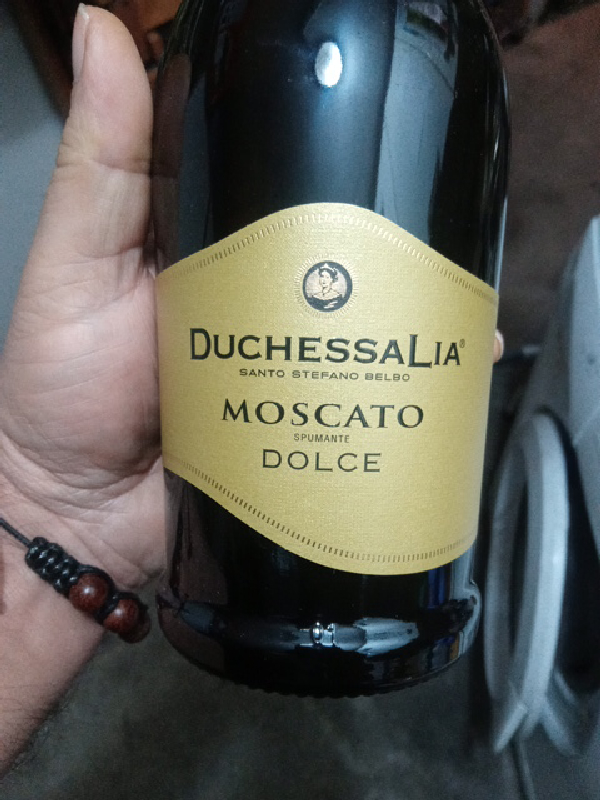 DUCHESSALIA®
SANTO STEFANO BELBO
MOSCATO
SPUMANTE
DOLCE